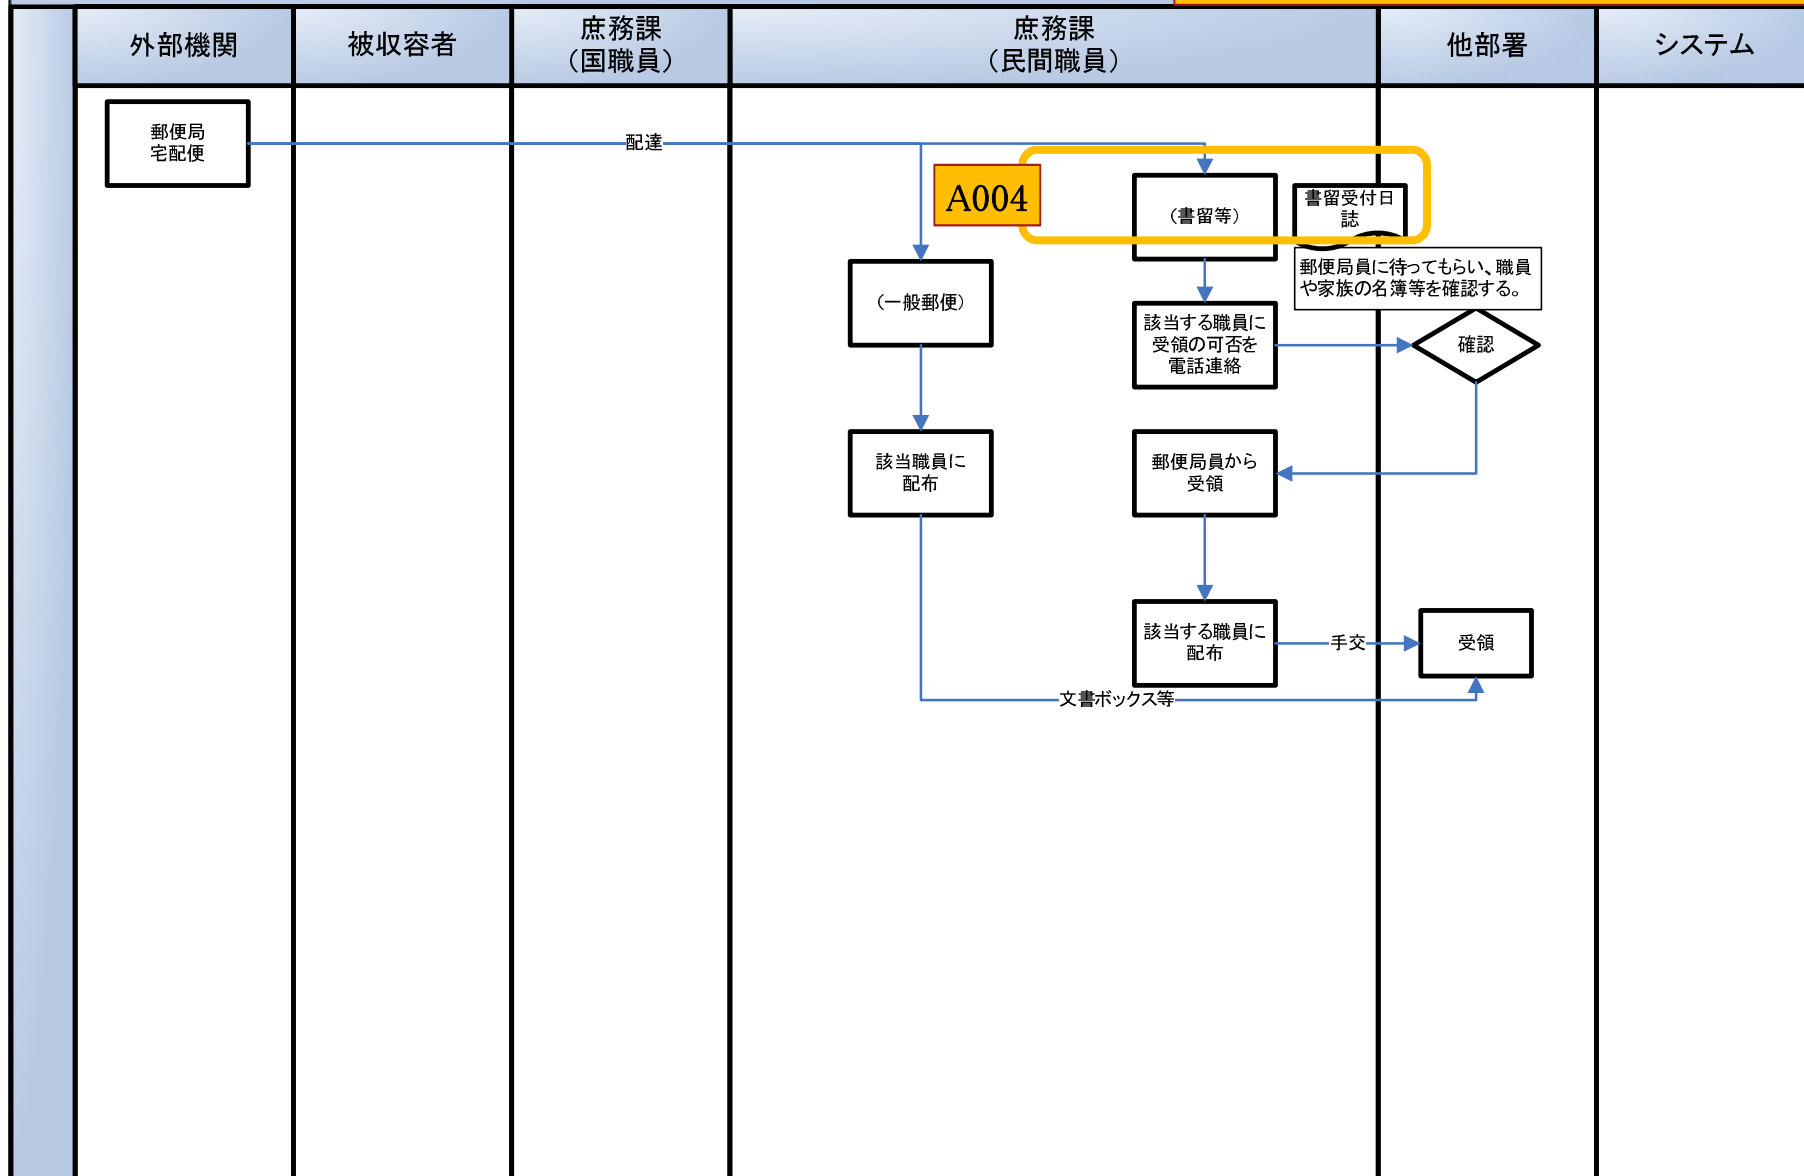 外部機関
被収容者
庶務課
（国職員）
庶務課
（民間職員）
他部署
システム
郵便局
宅配便
配達
A004
（書留等）
書留受付日
誌
郵便局員に待ってもらい、職員
や家族の名簿等を確認する。
（一般郵便）
該当する職員に
受領の可否を
電話連絡
確認
該当職員に
配布
郵便局員から
受領
該当する職員に
配布
手交
受領
文書ボックス等